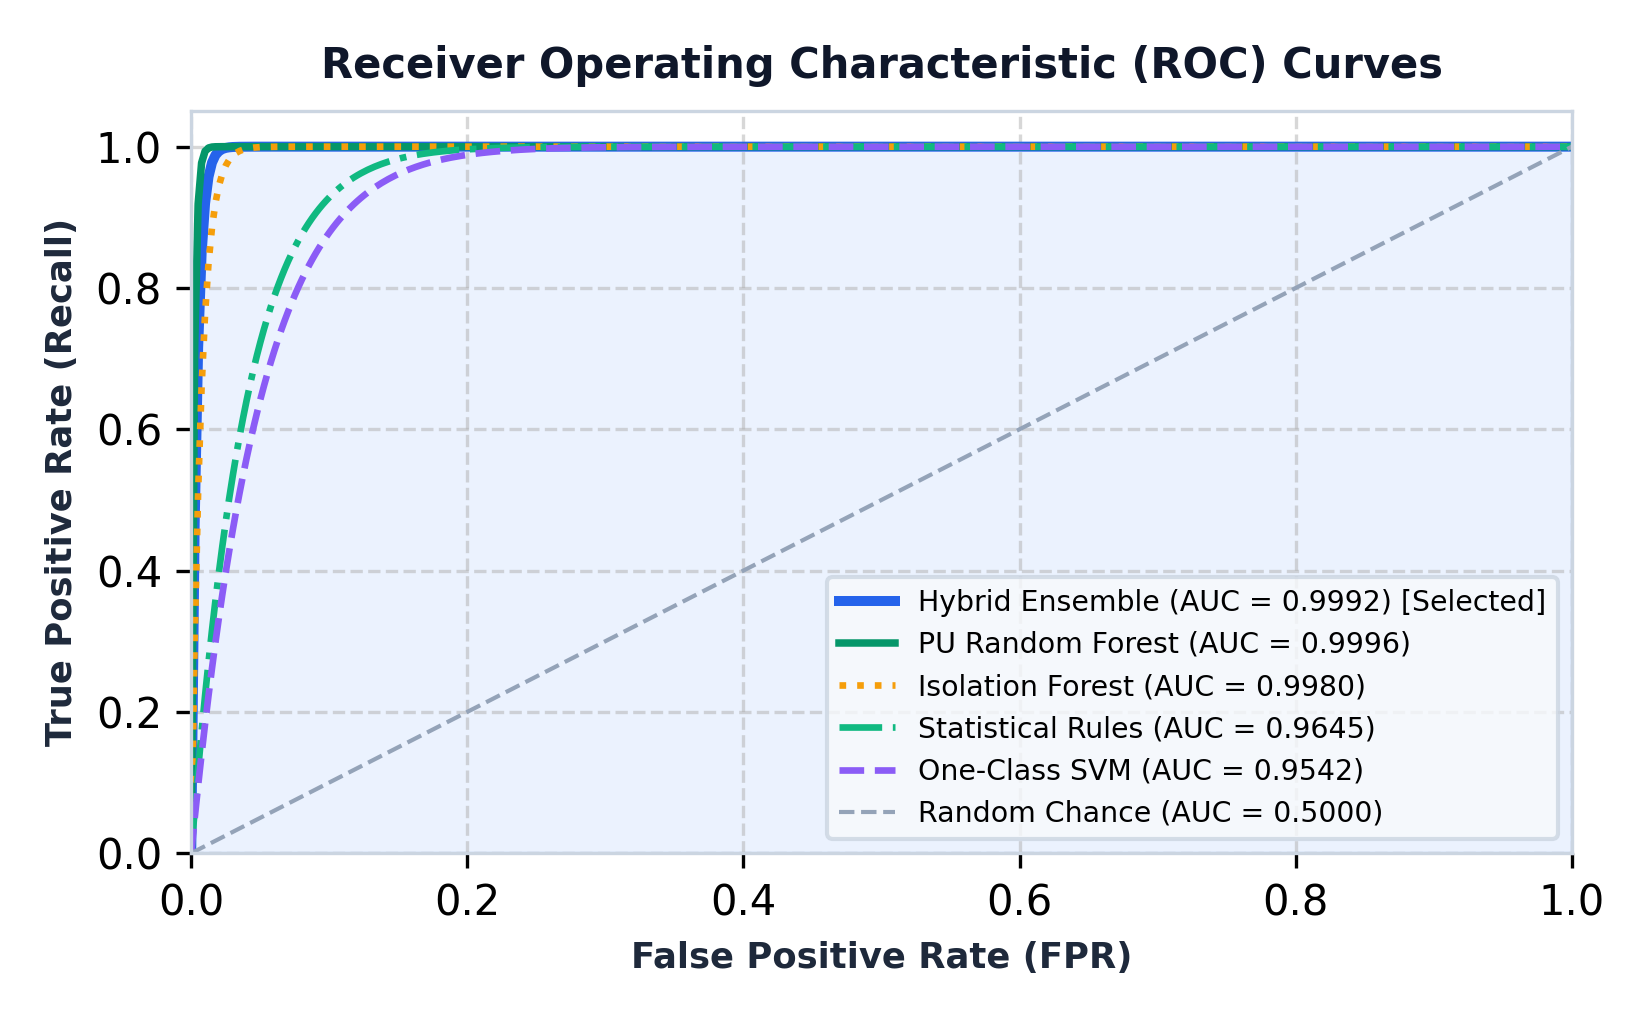 Receiver Operating Characteristic (ROC) Curves
True Positive Rate (Recall)
1.0
0.8
0.6
0.4
0.2
0.0
Hybrid Ensemble (AUC = 0.9992) [Selected]
PU Random Forest (AUC = 0.9996)
Isolation Forest (AUC = 0.9980)
Statistical Rules (AUC = 0.9645)
One-Class SVM (AUC = 0.9542)
Random Chance (AUC = 0.5000)
0.0 0.2 0.4 0.6 0.8 1.0
False Positive Rate (FPR)